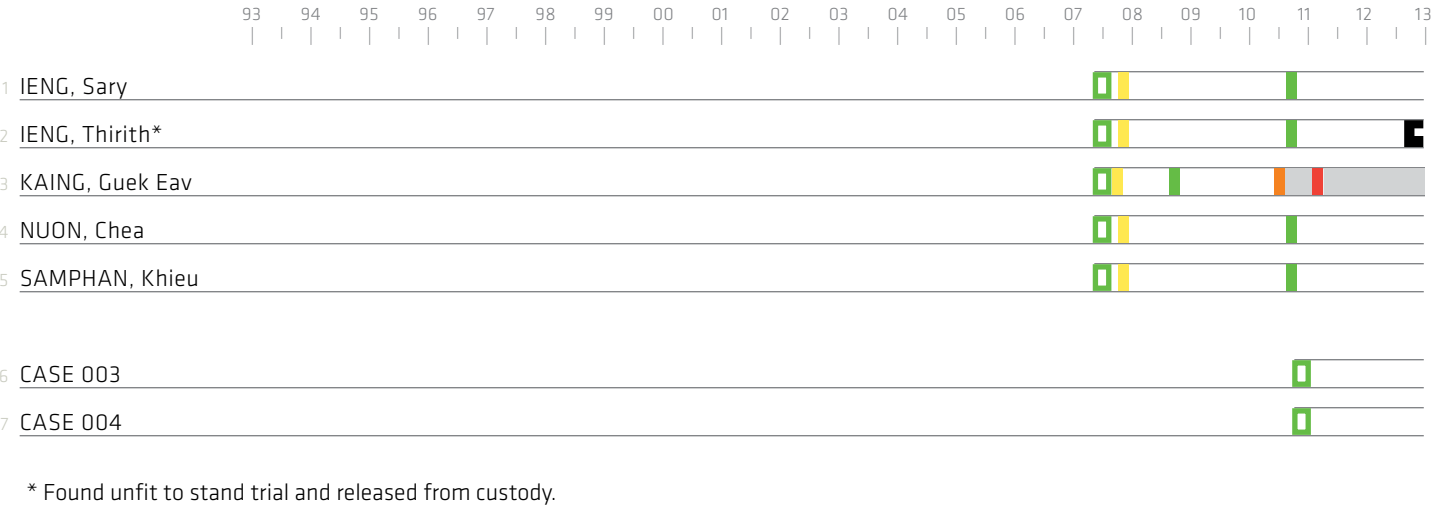 93 94 95 96 97 98 99 00 01 02 03 04 05 06 07 08 09 10 11 12 13
1 IENG, Sary
2 IENG, Thirith*
3 KAING, Guek Eav
4 NUON, Chea
5 SAMPHAN, Khieu
6 CASE 003
7 CASE 004
* Found unfit to stand trial and released from custody.